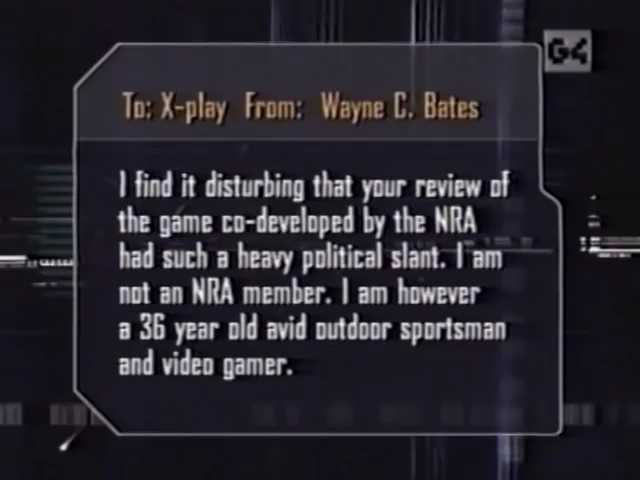 G4
To: X-play From: Wayne C. Bates
I find it disturbing that your review of
the game co-developed by the NRA
had such a heavy political slant. I am
not an NRA member. I am however
a 36 year old avid outdoor sportsman
and video gamer.